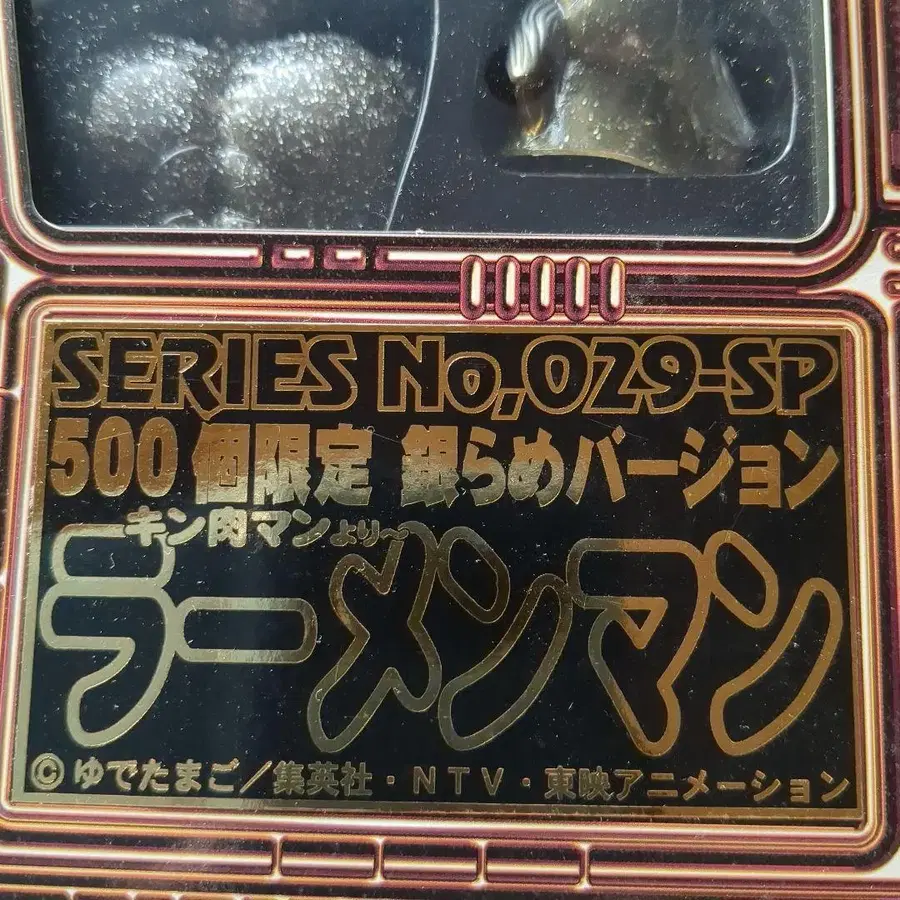 SERIES No,029-SP
500個限定 銀らめバージョン
キン肉マンより〜
ラーメンマン
©ゆでたまご／集英社・NTV・東映アニメーション